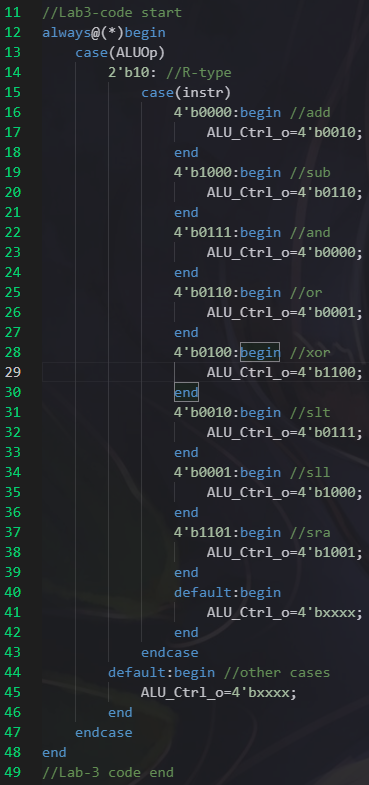 11 //Lab3-code start
12 always@(*)begin
13     case(ALUOp)
14         2'b10: //R-type
15             case(instr)
16                 4'b0000:begin //add
17                     ALU_Ctrl_o=4'b0010;
18                 end
19                 4'b1000:begin //sub
20                     ALU_Ctrl_o=4'b0110;
21                 end
22                 4'b0111:begin //and
23                     ALU_Ctrl_o=4'b0000;
24                 end
25                 4'b0110:begin //or
26                     ALU_Ctrl_o=4'b0001;
27                 end
28                 4'b0100:begin //xor
29                     ALU_Ctrl_o=4'b1100;
30                 end
31                 4'b0010:begin //slt
32                     ALU_Ctrl_o=4'b0111;
33                 end
34                 4'b0001:begin //sll
35                     ALU_Ctrl_o=4'b1000;
36                 end
37                 4'b1101:begin //sra
38                     ALU_Ctrl_o=4'b1001;
39                 end
40                 default:begin
41                     ALU_Ctrl_o=4'bxxxx;
42                 end
43             endcase
44         default:begin //other cases
45             ALU_Ctrl_o=4'bxxxx;
46         end
47     endcase
48 end
49 //Lab-3 code end